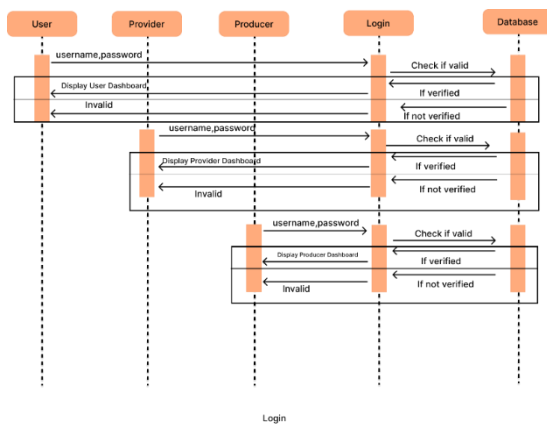 User Provider Producer Login Database
username,password
Check if valid
Display User Dashboard
If verified
Invalid
If not verified
username,password
Check if valid
Display Provider Dashboard
If verified
Invalid
If not verified
username,password
Check if valid
Display Producer Dashboard
If verified
Invalid
If not verified
Login